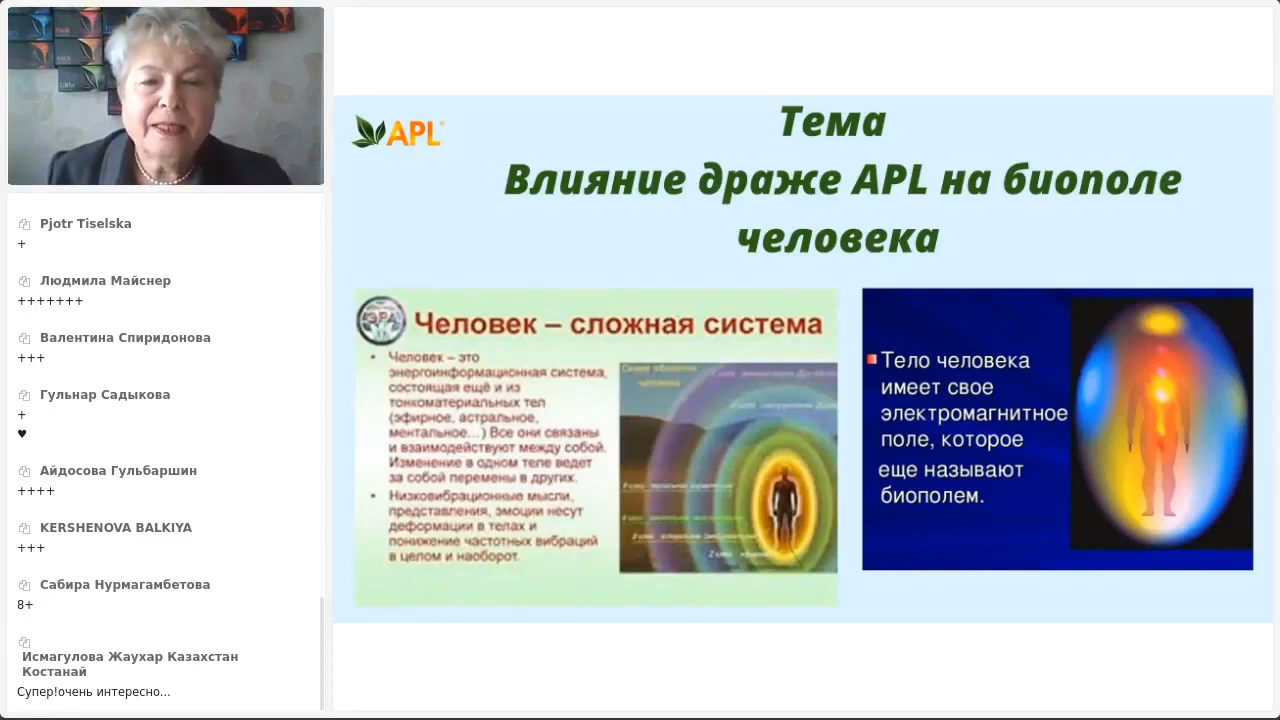 Pjotr Tiselska
+
Людмила Майснер
+++++++
Валентина Спиридонова
+++
Гульнар Садыкова
+
♥
Айдосова Гульбаршин
++++
KERSHENOVA BALKIYA
+++
Сабира Нурмагамбетова
8+
Исмагулова Жаухар Казахстан
Костанай
Супер!очень интересно...
APL
Тема
Влияние драже APL на биополе
человека
ЭРА
Человек – сложная система
• Человек – это
энергоинформационная система,
состоящая ещё и из
тонкоматериальных тел
(эфирное, астральное,
ментальное...) Все они связаны
и взаимодействуют между собой.
Изменение в одном теле ведет
за собой перемены в других.
• Низковибрационные мысли,
представления, эмоции несут
деформации в телах и
понижение частотных вибраций
в целом и наоборот.
Тело человека
имеет свое
электромагнитное
поле, которое
еще называют
биополем.